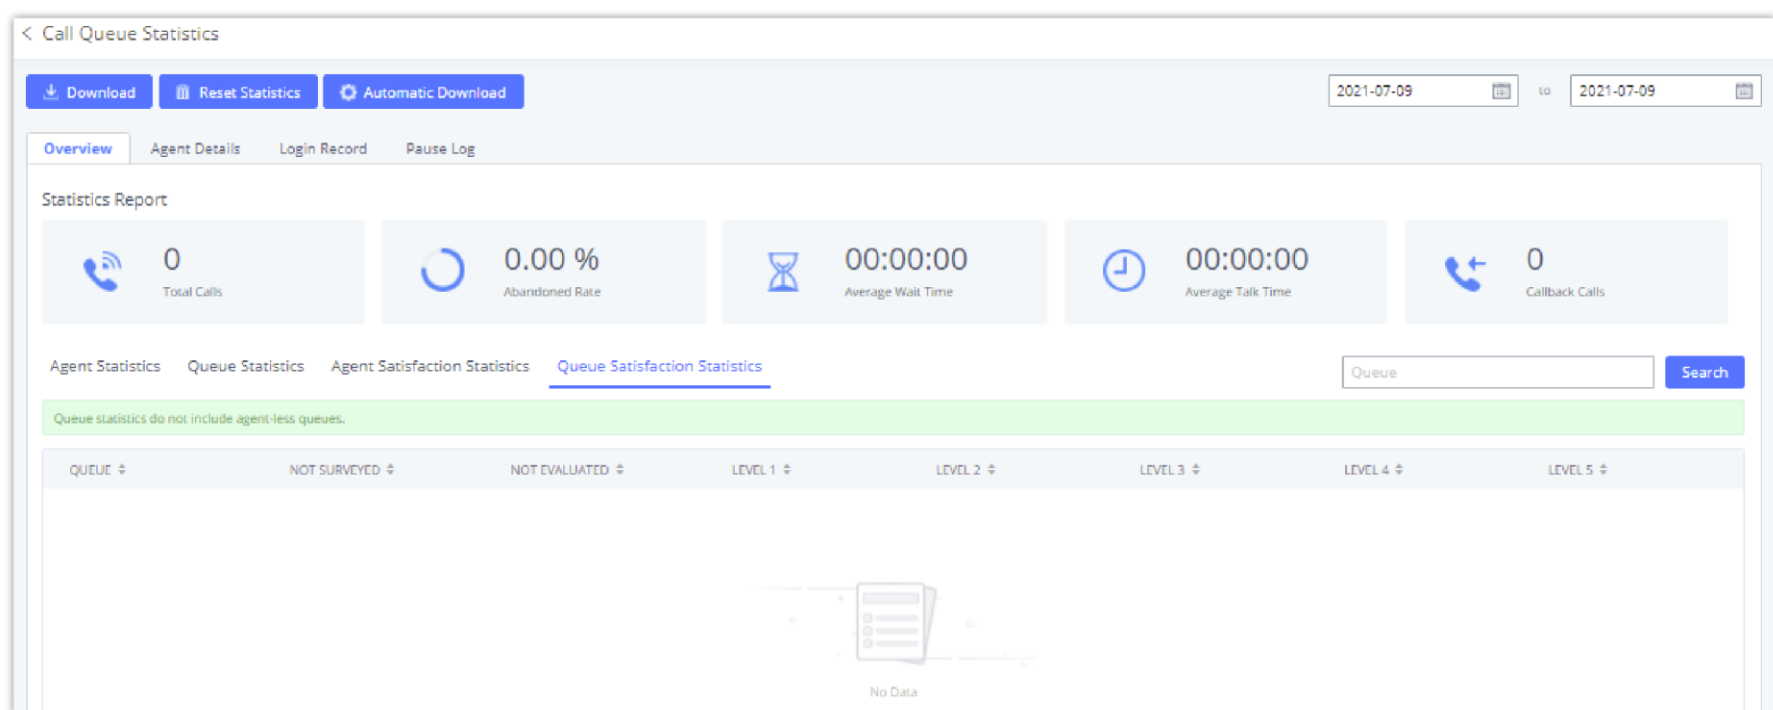 < Call Queue Statistics
Download Reset Statistics Automatic Download 2021-07-09 to 2021-07-09
Overview Agent Details Login Record Pause Log
Statistics Report
0 0.00 % 00:00:00 00:00:00 0
Total Calls Abandoned Rate Average Wait Time Average Talk Time Callback Calls
Agent Statistics Queue Statistics Agent Satisfaction Statistics Queue Satisfaction Statistics Queue Search
Queue statistics do not include agent-less queues.
QUEUE NOT SURVEYED NOT EVALUATED LEVEL 1 LEVEL 2 LEVEL 3 LEVEL 4 LEVEL 5
No Data